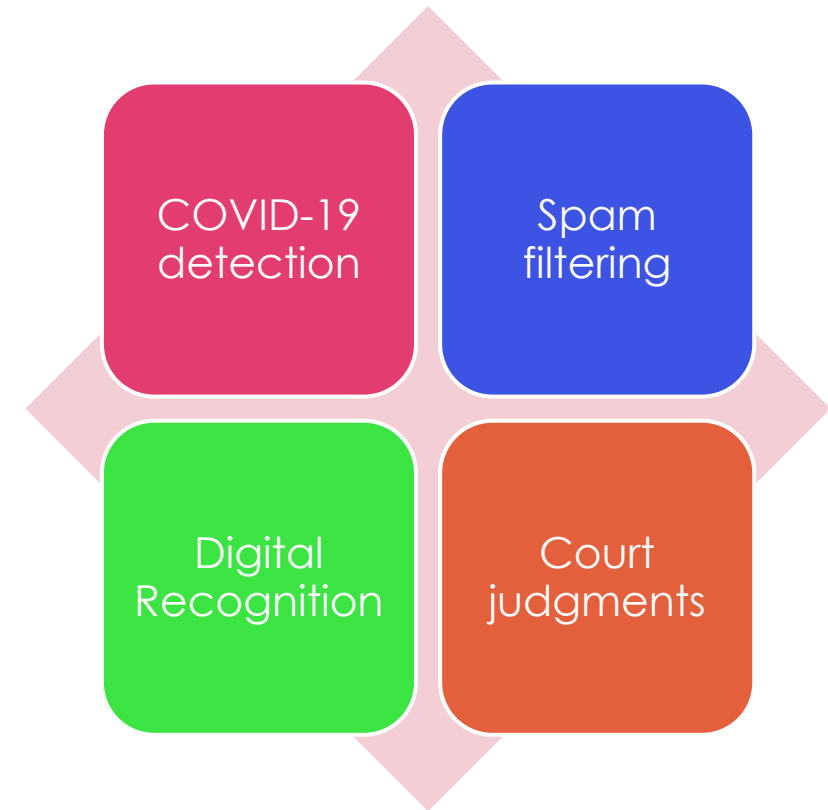 COVID-19
detection
Spam
filtering
Digital
Recognition
Court
judgments